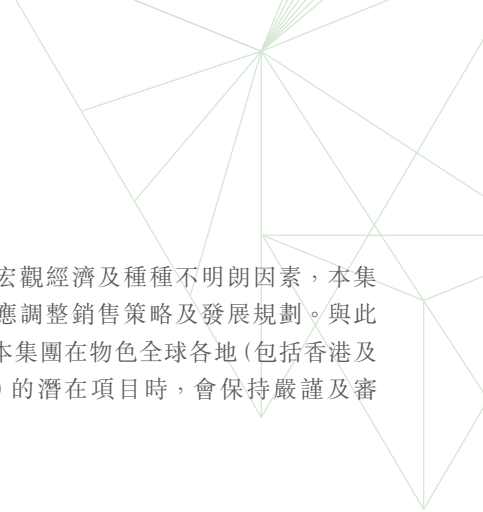 宏觀經濟及種種不明朗因素，本集
應調整銷售策略及發展規劃。與此
本集團在物色全球各地(包括香港及
)的潛在項目時，會保持嚴謹及審